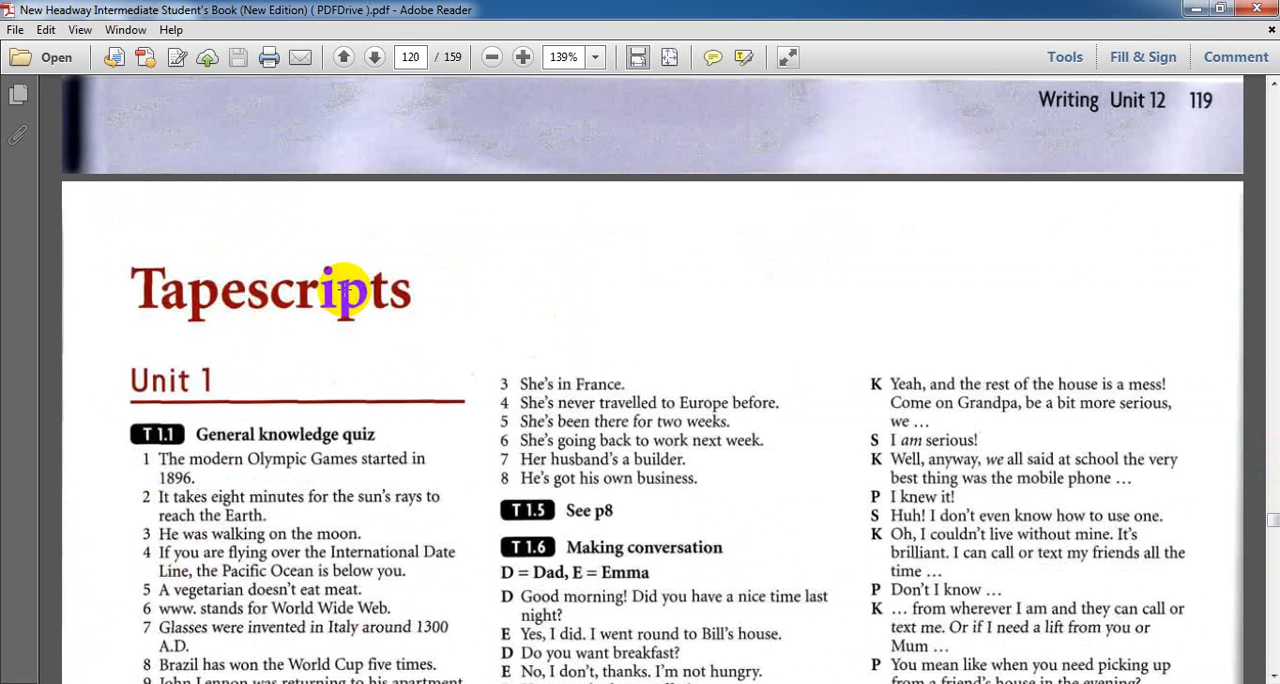 New Headway Intermediate Student's Book (New Edition) ( PDFDrive ).pdf - Adobe Reader
File Edit View Window Help
Open 120 / 159 139% Tools Fill & Sign Comment
Writing Unit 12 119
Tapescripts
Unit 1
T 1.1 General knowledge quiz
1 The modern Olympic Games started in
1896.
2 It takes eight minutes for the sun's rays to
reach the Earth.
3 He was walking on the moon.
4 If you are flying over the International Date
Line, the Pacific Ocean is below you.
5 A vegetarian doesn't eat meat.
6 www. stands for World Wide Web.
7 Glasses were invented in Italy around 1300
A.D.
8 Brazil has won the World Cup five times.
9 John Lennon was returning to his apartment
3 She's in France.
4 She's never travelled to Europe before.
5 She's been there for two weeks.
6 She's going back to work next week.
7 Her husband's a builder.
8 He's got his own business.
T 1.5 See p8
T 1.6 Making conversation
D = Dad, E = Emma
D Good morning! Did you have a nice time last
night?
E Yes, I did. I went round to Bill's house.
D Do you want breakfast?
E No, I don't, thanks. I'm not hungry.
K Yeah, and the rest of the house is a mess!
Come on Grandpa, be a bit more serious,
we …
S I am serious!
K Well, anyway, we all said at school the very
best thing was the mobile phone …
P I knew it!
S Huh! I don't even know how to use one.
K Oh, I couldn't live without mine. It's
brilliant. I can call or text my friends all the
time …
P Don't I know …
K … from wherever I am and they can call or
text me. Or if I need a lift from you or
Mum …
P You mean like when you need picking up
from a friend's house in the evening?